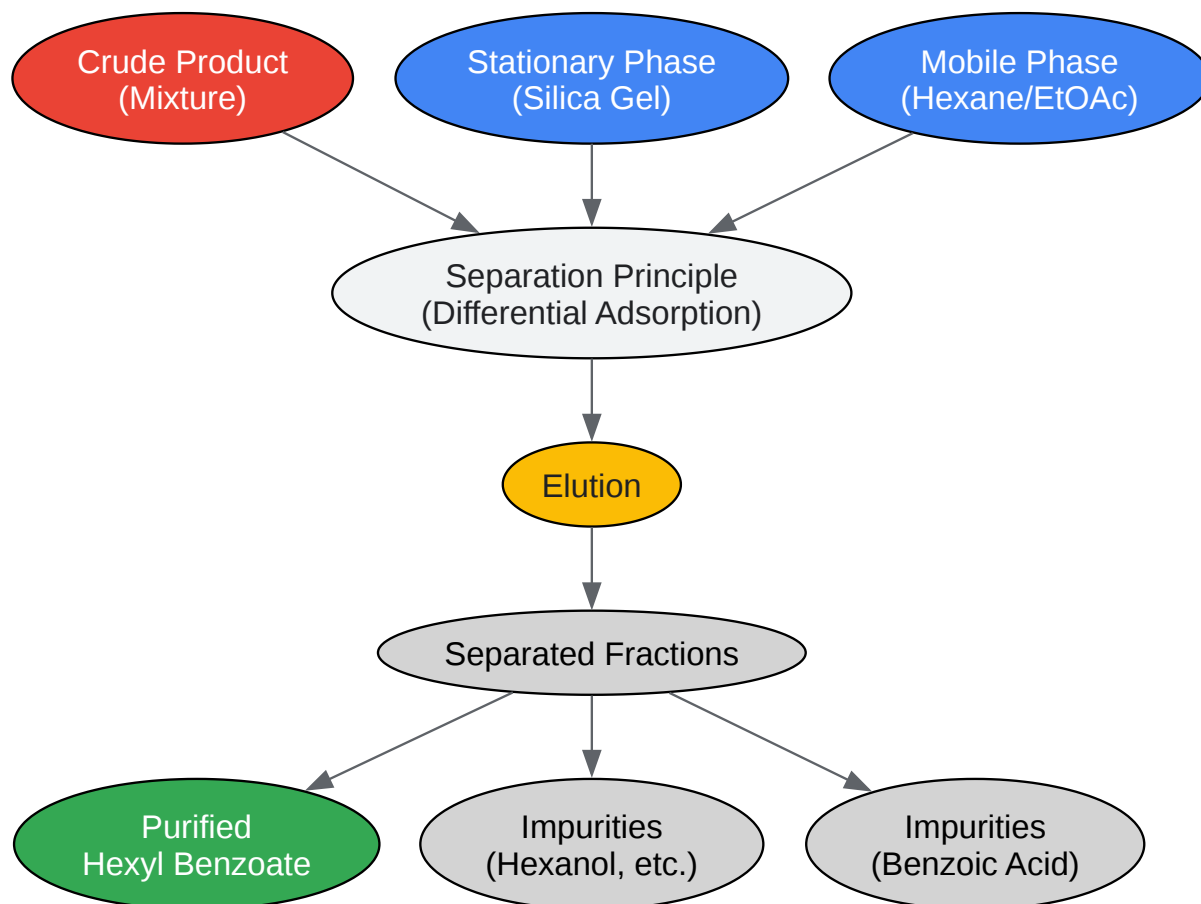 Crude Product
(Mixture)
Stationary Phase
(Silica Gel)
Mobile Phase
(Hexane/EtOAc)
Separation Principle
(Differential Adsorption)
Elution
Separated Fractions
Purified
Hexyl Benzoate
Impurities
(Hexanol, etc.)
Impurities
(Benzoic Acid)